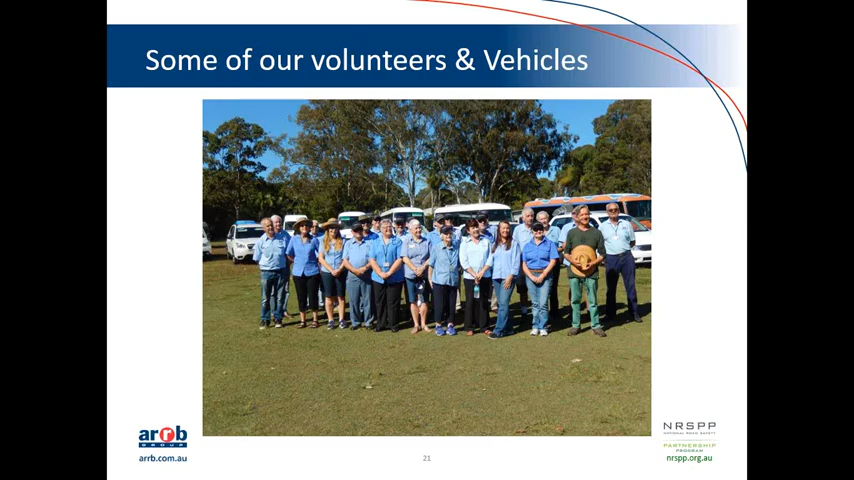 Some of our volunteers & Vehicles
arrb
GROUP
arrb.com.au
21
NRSPP
NATIONAL ROAD SAFETY
PARTNERSHIP
PROGRAM
nrspp.org.au